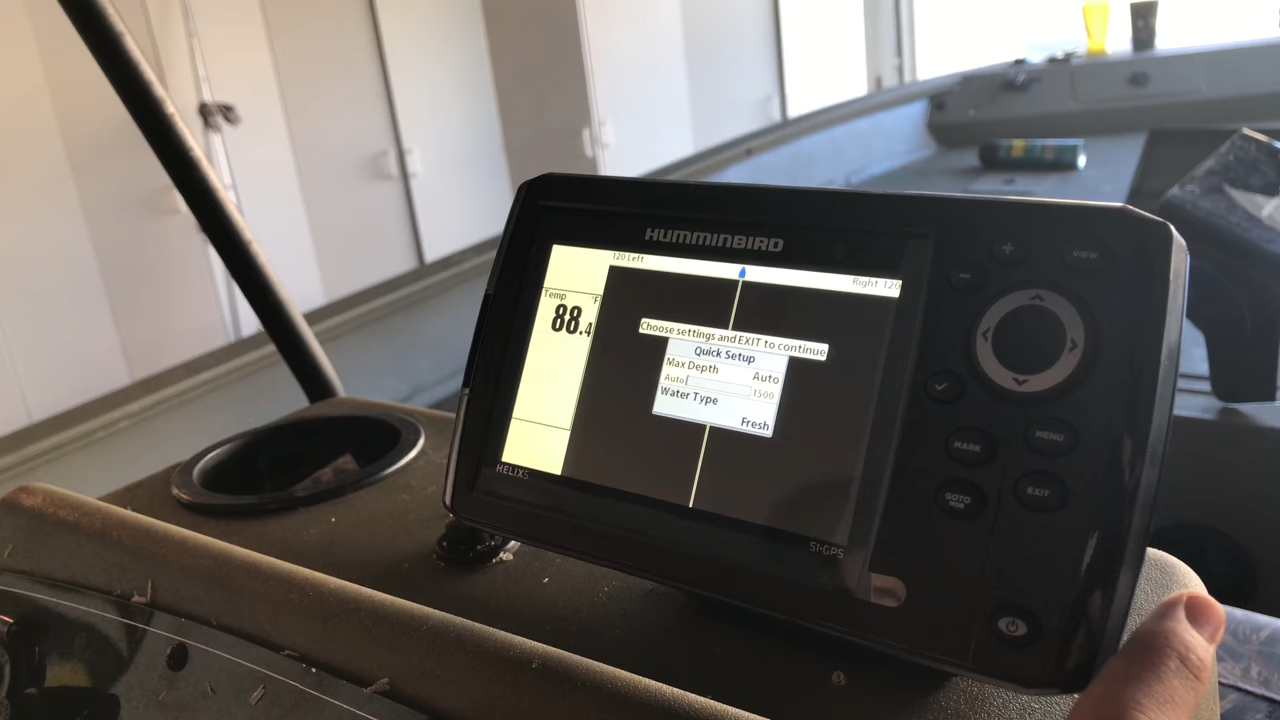 HUMMINBIRD
120 Left
Right 120
Temp °F
88.4
Choose settings and EXIT to continue
Quick Setup
Max Depth
Auto
Auto
1500
Water Type
Fresh
HELIX5
SI·GPS
+
-
VIEW
MARK
MENU
GOTO
MOB
EXIT